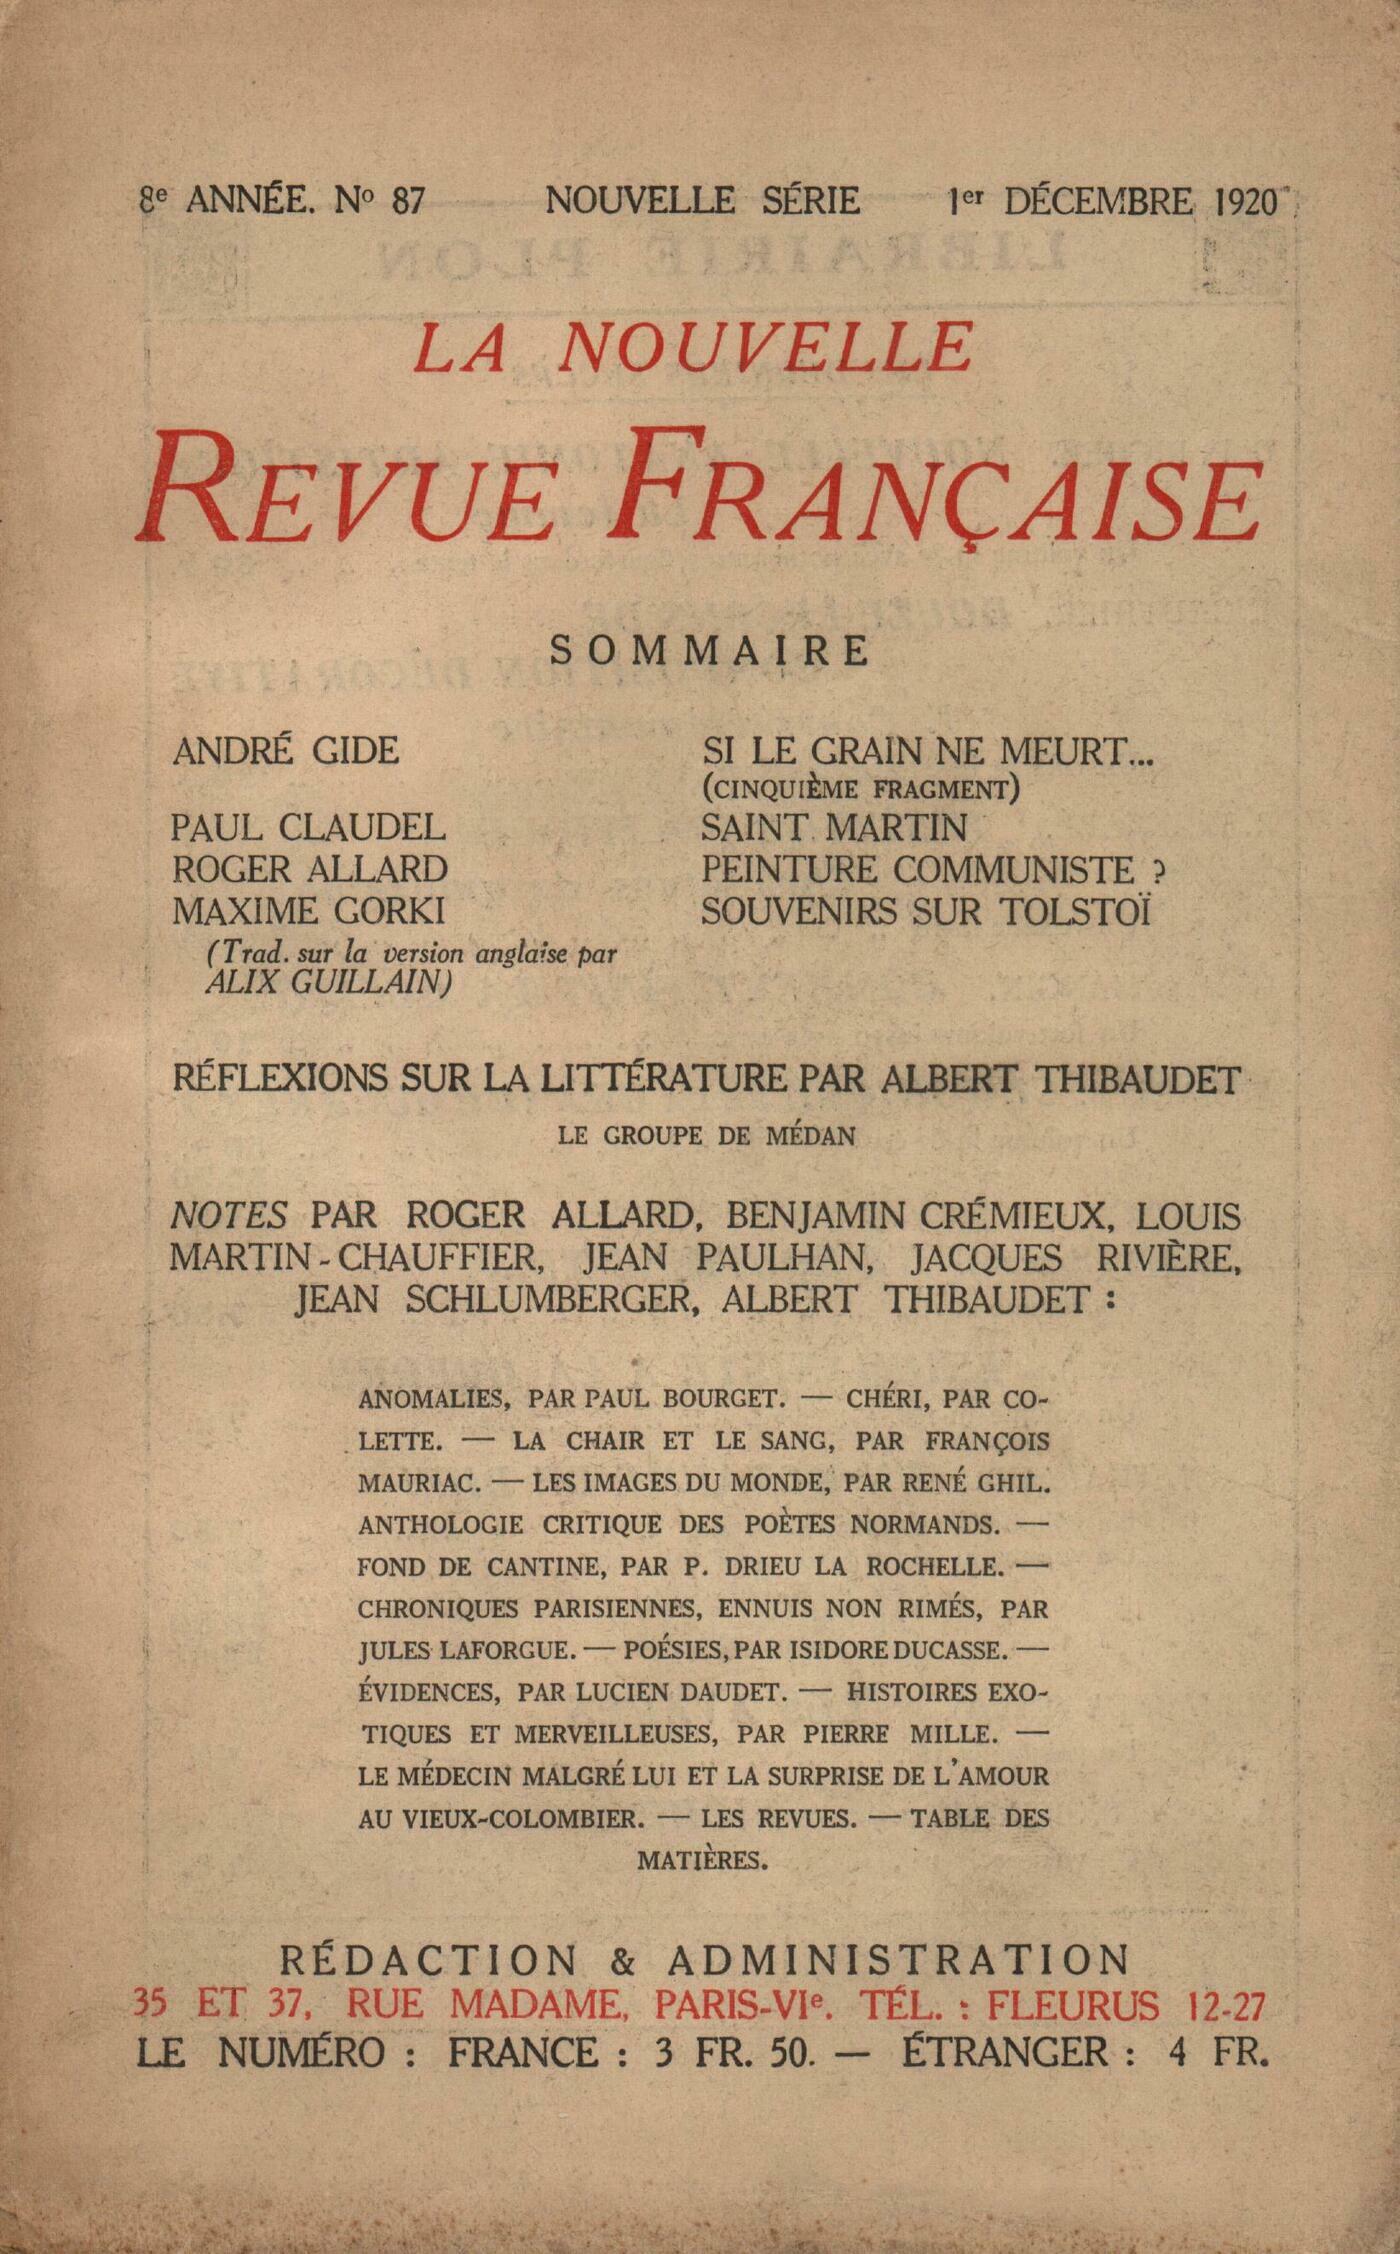 8e ANNÉE. No 87 NOUVELLE SÉRIE 1er DÉCEMBRE 1920
LA NOUVELLE
REVUE FRANÇAISE
SOMMAIRE
ANDRÉ GIDE SI LE GRAIN NE MEURT...
(CINQUIÈME FRAGMENT)
PAUL CLAUDEL SAINT MARTIN
ROGER ALLARD PEINTURE COMMUNISTE ?
MAXIME GORKI SOUVENIRS SUR TOLSTOÏ
(Trad. sur la version anglaise par
ALIX GUILLAIN)
RÉFLEXIONS SUR LA LITTÉRATURE PAR ALBERT THIBAUDET
LE GROUPE DE MÉDAN
NOTES PAR ROGER ALLARD, BENJAMIN CRÉMIEUX, LOUIS
MARTIN-CHAUFFIER, JEAN PAULHAN, JACQUES RIVIÈRE,
JEAN SCHLUMBERGER, ALBERT THIBAUDET :
ANOMALIES, PAR PAUL BOURGET. — CHÉRI, PAR CO-
LETTE. — LA CHAIR ET LE SANG, PAR FRANÇOIS
MAURIAC. — LES IMAGES DU MONDE, PAR RENÉ GHIL.
ANTHOLOGIE CRITIQUE DES POÈTES NORMANDS. —
FOND DE CANTINE, PAR P. DRIEU LA ROCHELLE. —
CHRONIQUES PARISIENNES, ENNUIS NON RIMÉS, PAR
JULES LAFORGUE. — POÉSIES, PAR ISIDORE DUCASSE. —
ÉVIDENCES, PAR LUCIEN DAUDET. — HISTOIRES EXO-
TIQUES ET MERVEILLEUSES, PAR PIERRE MILLE. —
LE MÉDECIN MALGRÉ LUI ET LA SURPRISE DE L'AMOUR
AU VIEUX-COLOMBIER. — LES REVUES. — TABLE DES
MATIÈRES.
RÉDACTION & ADMINISTRATION
35 ET 37, RUE MADAME, PARIS-VIe. TÉL. : FLEURUS 12-27
LE NUMÉRO : FRANCE : 3 FR. 50. — ÉTRANGER : 4 FR.